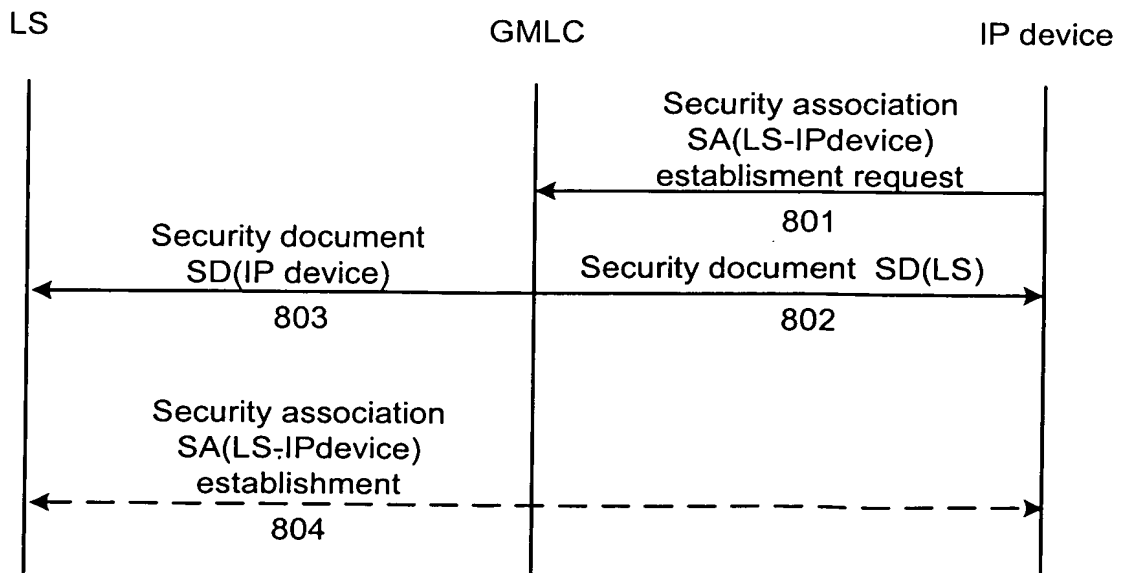 LS
GMLC
IP device
Security association
SA(LS-IPdevice)
establisment request
801
Security document
SD(IP device)
803
Security document SD(LS)
802
Security association
SA(LS-IPdevice)
establishment
804